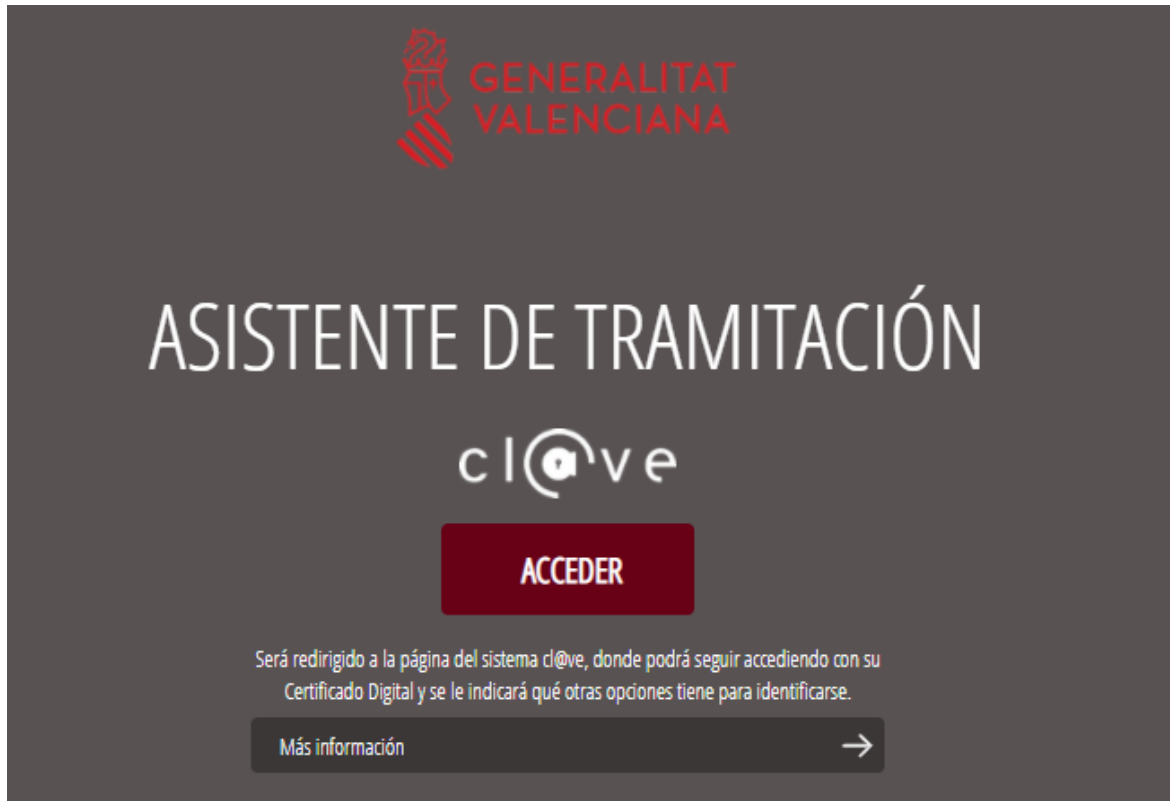 GENERALITAT
VALENCIANA
ASISTENTE DE TRAMITACIÓN
cl@ve
ACCEDER
Será redirigido a la página del sistema cl@ve, donde podrá seguir accediendo con su
Certificado Digital y se le indicará qué otras opciones tiene para identificarse.
Más información